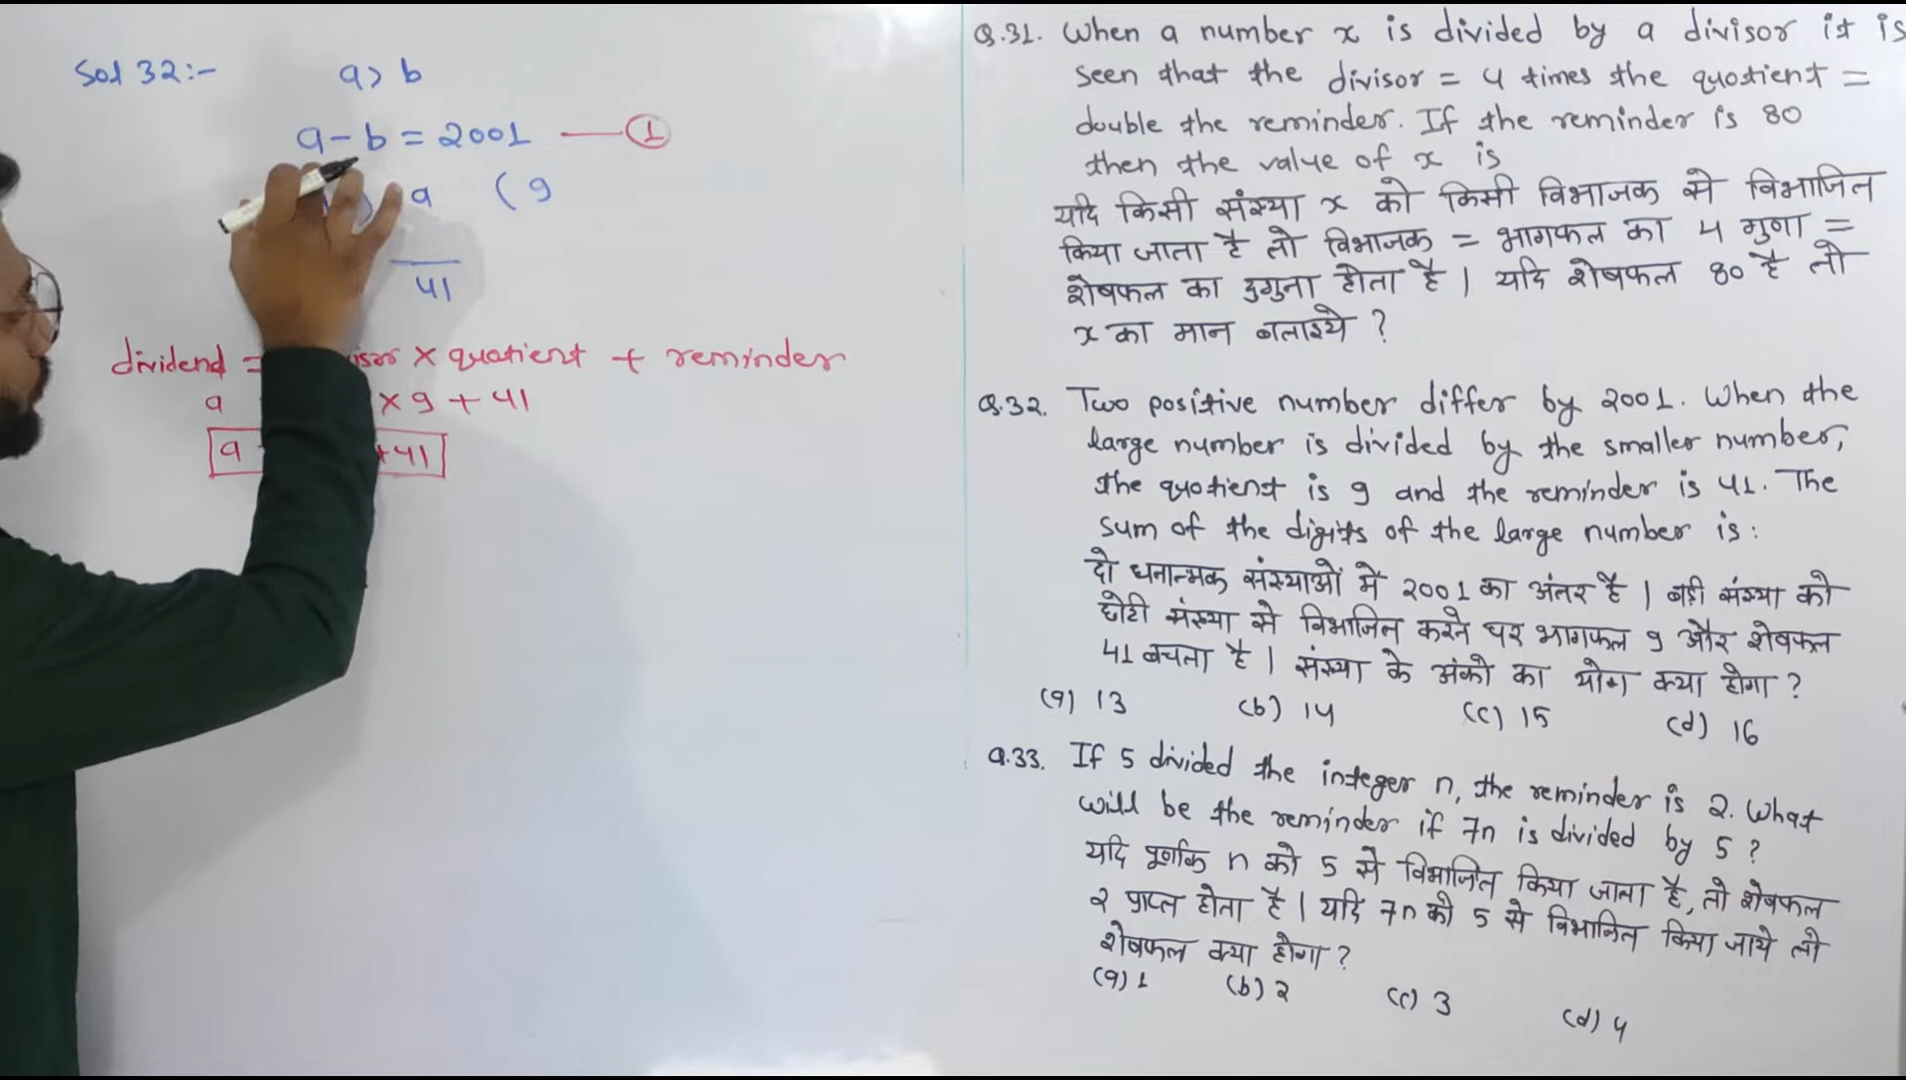 Sol 32:-
a > b
a - b = 2001 —— ①
) a ( 9
41
dividend = × quotient + reminder
a × 9 + 41
a +41
Q.31. When a number x is divided by a divisor it is
seen that the divisor = 4 times the quotient =
double the reminder. If the reminder is 80
then the value of x is
यदि किसी संख्या x को किसी विभाजक से विभाजित
किया जाता है तो विभाजक = भागफल का 4 गुणा =
शेषफल का दुगुना होता है । यदि शेषफल 80 है तो
x का मान बताइये ?
Q.32. Two positive number differ by 2001. When the
large number is divided by the smaller number,
the quotient is 9 and the reminder is 41. The
sum of the digits of the large number is :
दो धनात्मक संख्याओं में 2001 का अंतर है । बड़ी संख्या को
छोटी संख्या से विभाजित करने पर भागफल 9 और शेषफल
41 बचता है । संख्या के अंको का योग क्या होगा ?
(a) 13 (b) 14 (c) 15 (d) 16
Q.33. If 5 divided the integer n, the reminder is 2. What
will be the reminder if 7n is divided by 5 ?
यदि पूर्णांक n को 5 से विभाजित किया जाता है, तो शेषफल
2 प्राप्त होता है । यदि 7n को 5 से विभाजित किया जाये तो
शेषफल क्या होगा ?
(a) 1 (b) 2 (c) 3 (d) 4